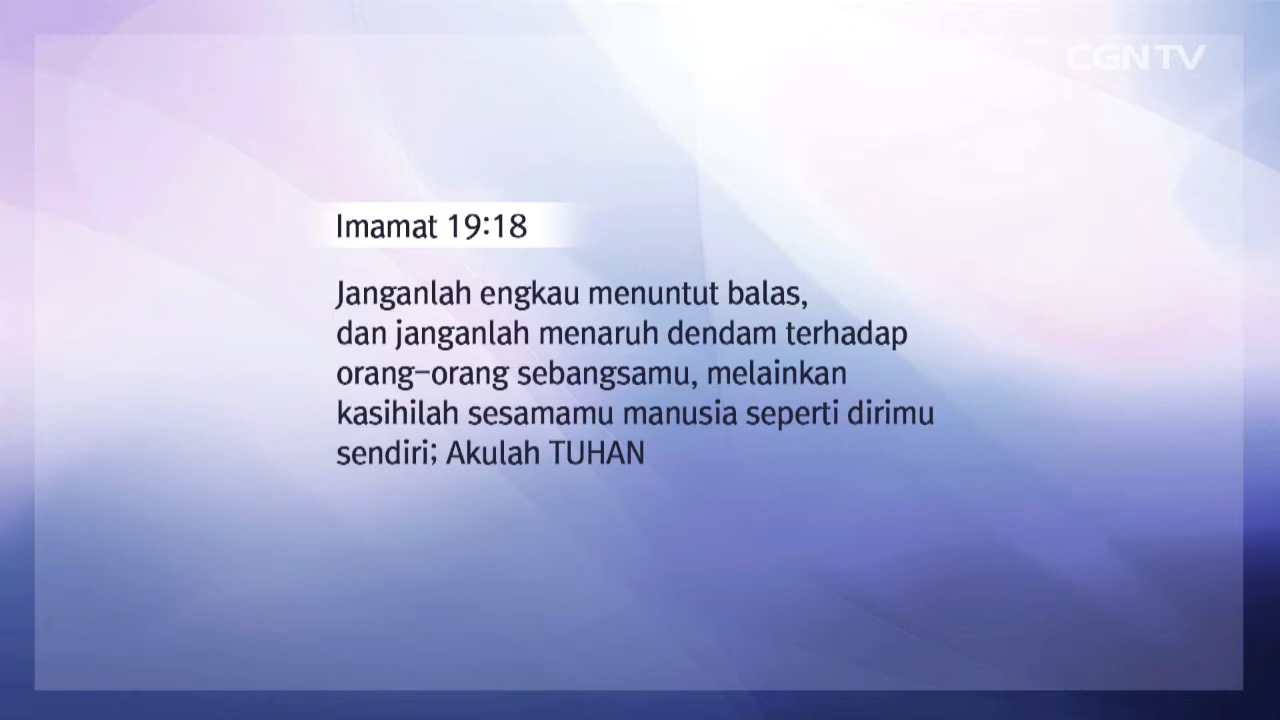 CGNTV
Imamat 19:18
Janganlah engkau menuntut balas,
dan janganlah menaruh dendam terhadap
orang-orang sebangsamu, melainkan
kasihilah sesamamu manusia seperti dirimu
sendiri; Akulah TUHAN